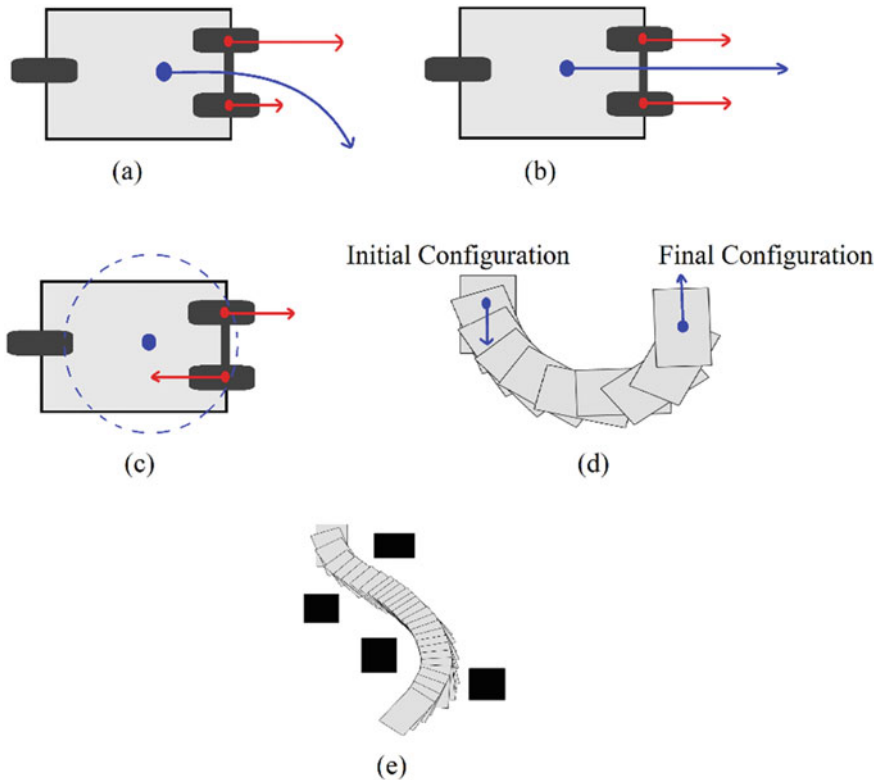 (a)
(b)
Initial Configuration
Final Configuration
(c)
(d)
(e)